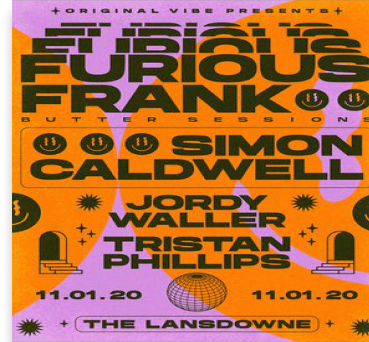 +ORIGINAL VIBE PRESENTS+
FURIOUS
FURIOUS
FURIOUS
FRANK
BUTTER SESSIONS
SIMON
CALDWELL
JORDY
WALLER
TRISTAN
PHILLIPS
11.01.20 11.01.20
+ THE LANSDOWNE +